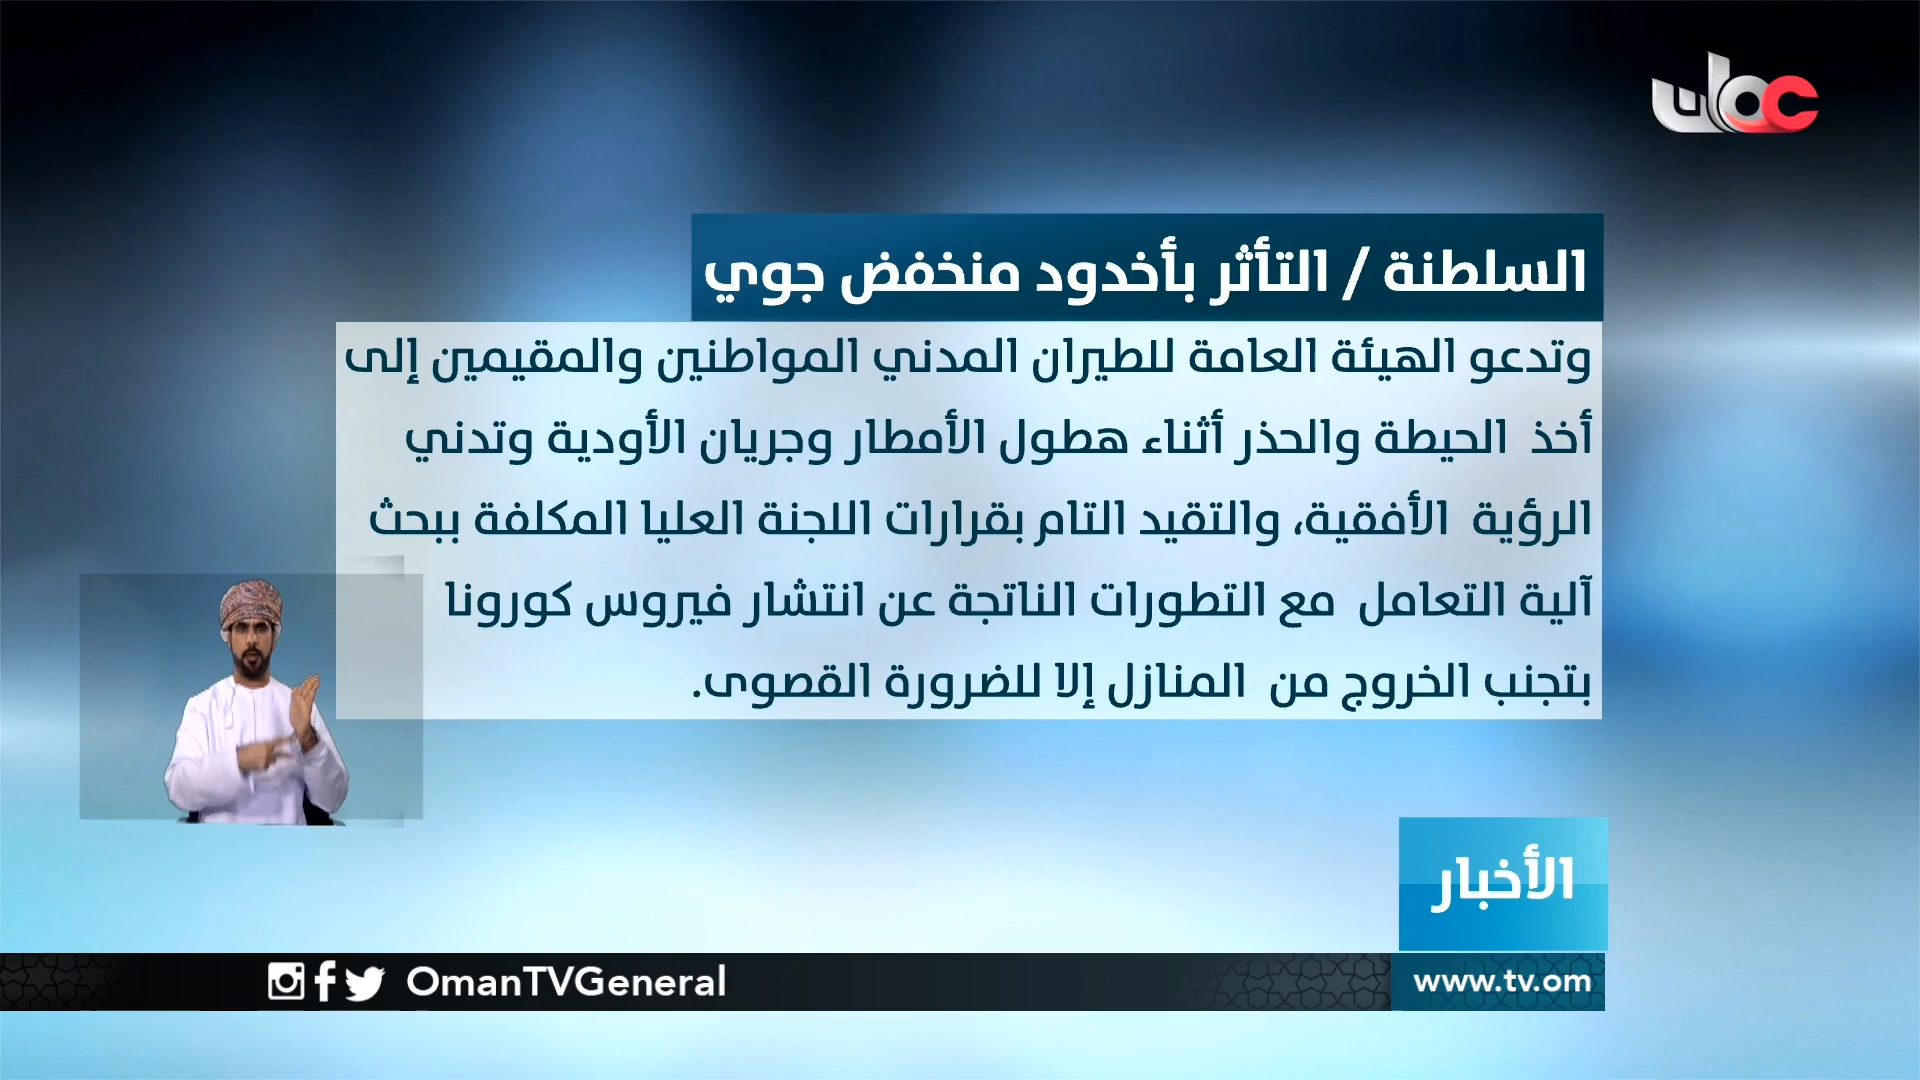 عمان
السلطنة / التأثر بأخدود منخفض جوي
وتدعو الهيئة العامة للطيران المدني المواطنين والمقيمين إلى
أخذ الحيطة والحذر أثناء هطول الأمطار وجريان الأودية وتدني
الرؤية الأفقية، والتقيد التام بقرارات اللجنة العليا المكلفة ببحث
آلية التعامل مع التطورات الناتجة عن انتشار فيروس كورونا
بتجنب الخروج من المنازل إلا للضرورة القصوى.
الأخبار
OmanTVGeneral
www.tv.om